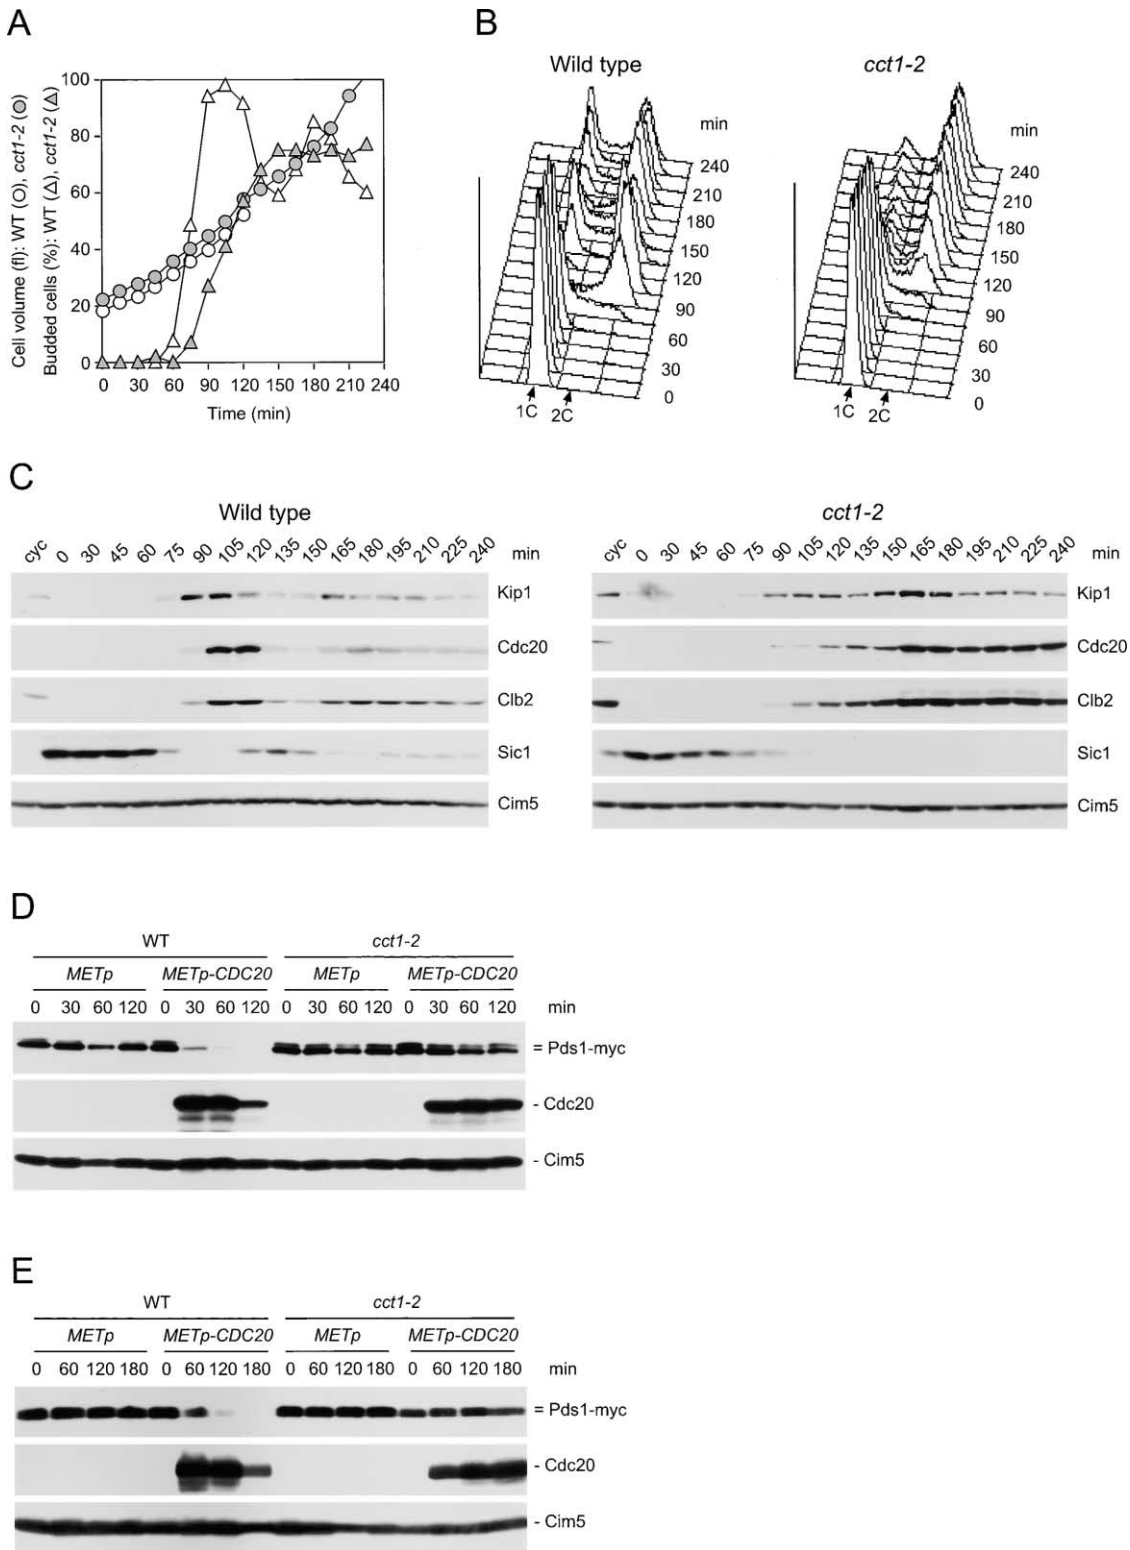 A
Cell volume (fl): WT (O), cct1-2 (O)
Budded cells (%): WT (Δ), cct1-2 (Δ)
100
80
60
40
20
0
0 30 60 90 120 150 180 210 240
Time (min)
B
Wild type
cct1-2
min
240
210
180
150
120
90
60
30
0
1C 2C
min
240
210
180
150
120
90
60
30
0
1C 2C
C
Wild type
cyc 0 30 45 60 75 90 105 120 135 150 165 180 195 210 225 240 min
Kip1
Cdc20
Clb2
Sic1
Cim5
cct1-2
cyc 0 30 45 60 75 90 105 120 135 150 165 180 195 210 225 240 min
Kip1
Cdc20
Clb2
Sic1
Cim5
D
WT cct1-2
METp METp-CDC20 METp METp-CDC20
0 30 60 120 0 30 60 120 0 30 60 120 0 30 60 120 min
= Pds1-myc
- Cdc20
- Cim5
E
WT cct1-2
METp METp-CDC20 METp METp-CDC20
0 60 120 180 0 60 120 180 0 60 120 180 0 60 120 180 min
= Pds1-myc
- Cdc20
- Cim5